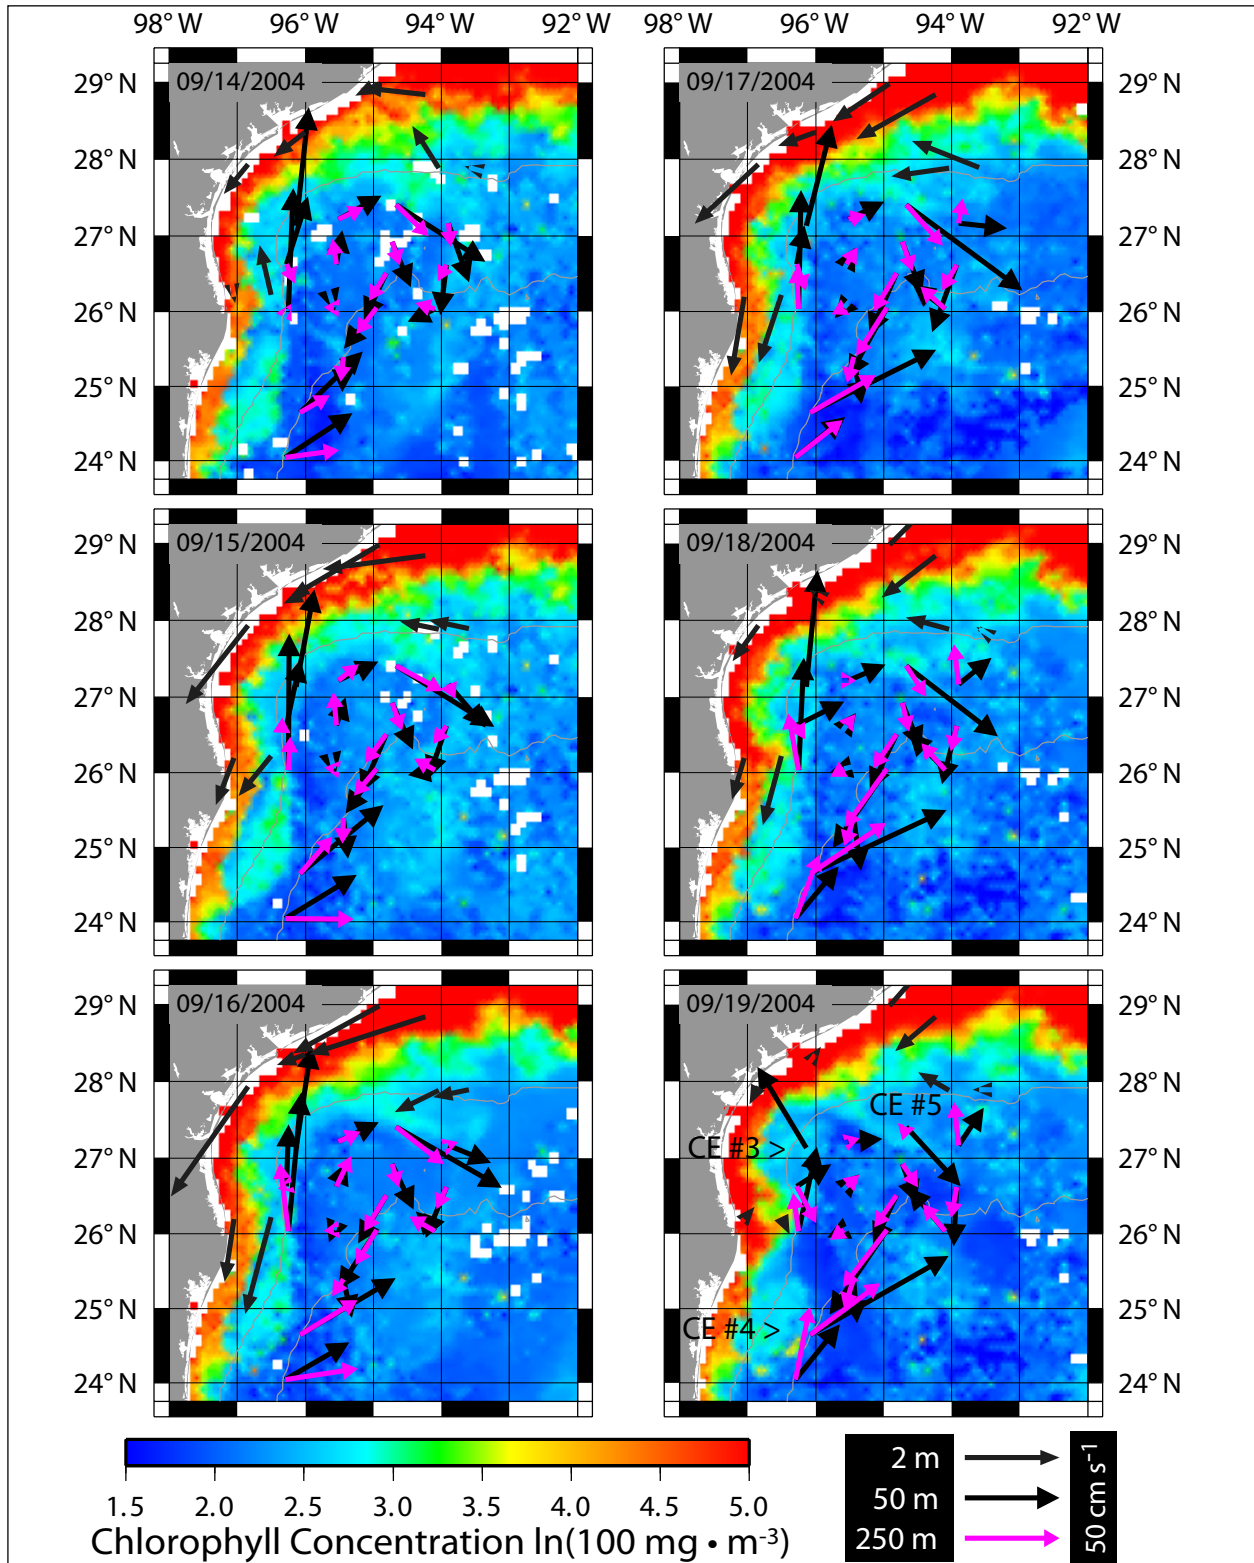 98° W 96° W 94° W 92° W 98° W 96° W 94° W 92° W
09/14/2004
29° N
28° N
27° N
26° N
25° N
24° N
09/17/2004
29° N
28° N
27° N
26° N
25° N
24° N
09/15/2004
29° N
28° N
27° N
26° N
25° N
24° N
09/18/2004
29° N
28° N
27° N
26° N
25° N
24° N
09/16/2004
29° N
28° N
27° N
26° N
25° N
24° N
09/19/2004
CE #5
CE #3 >
CE #4 >
29° N
28° N
27° N
26° N
25° N
24° N
1.5 2.0 2.5 3.0 3.5 4.0 4.5 5.0
Chlorophyll Concentration ln(100 mg • m⁻³)
2 m
50 m
250 m
50 cm s⁻¹